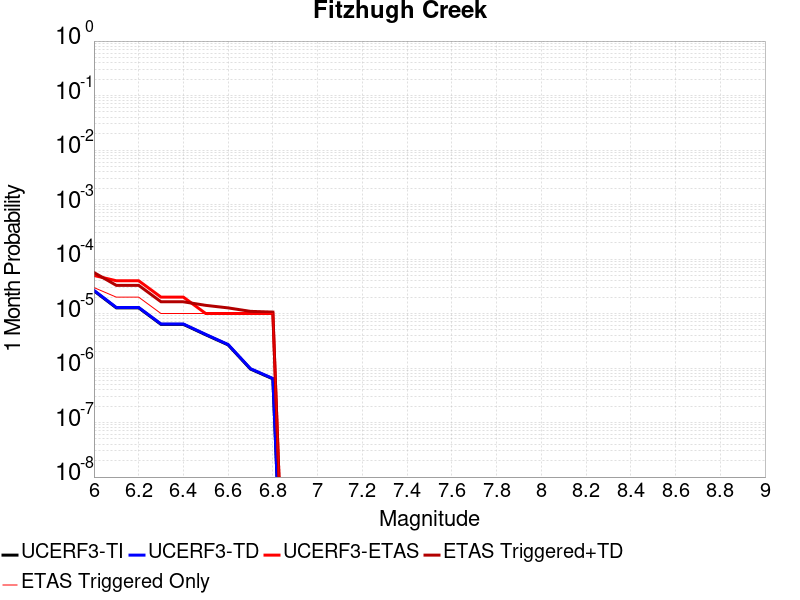 Fitzhugh Creek
10^0
10^-1
10^-2
10^-3
10^-4
10^-5
10^-6
10^-7
10^-8
1 Month Probability
6 6.2 6.4 6.6 6.8 7 7.2 7.4 7.6 7.8 8 8.2 8.4 8.6 8.8 9
Magnitude
UCERF3-TI UCERF3-TD UCERF3-ETAS ETAS Triggered+TD
ETAS Triggered Only